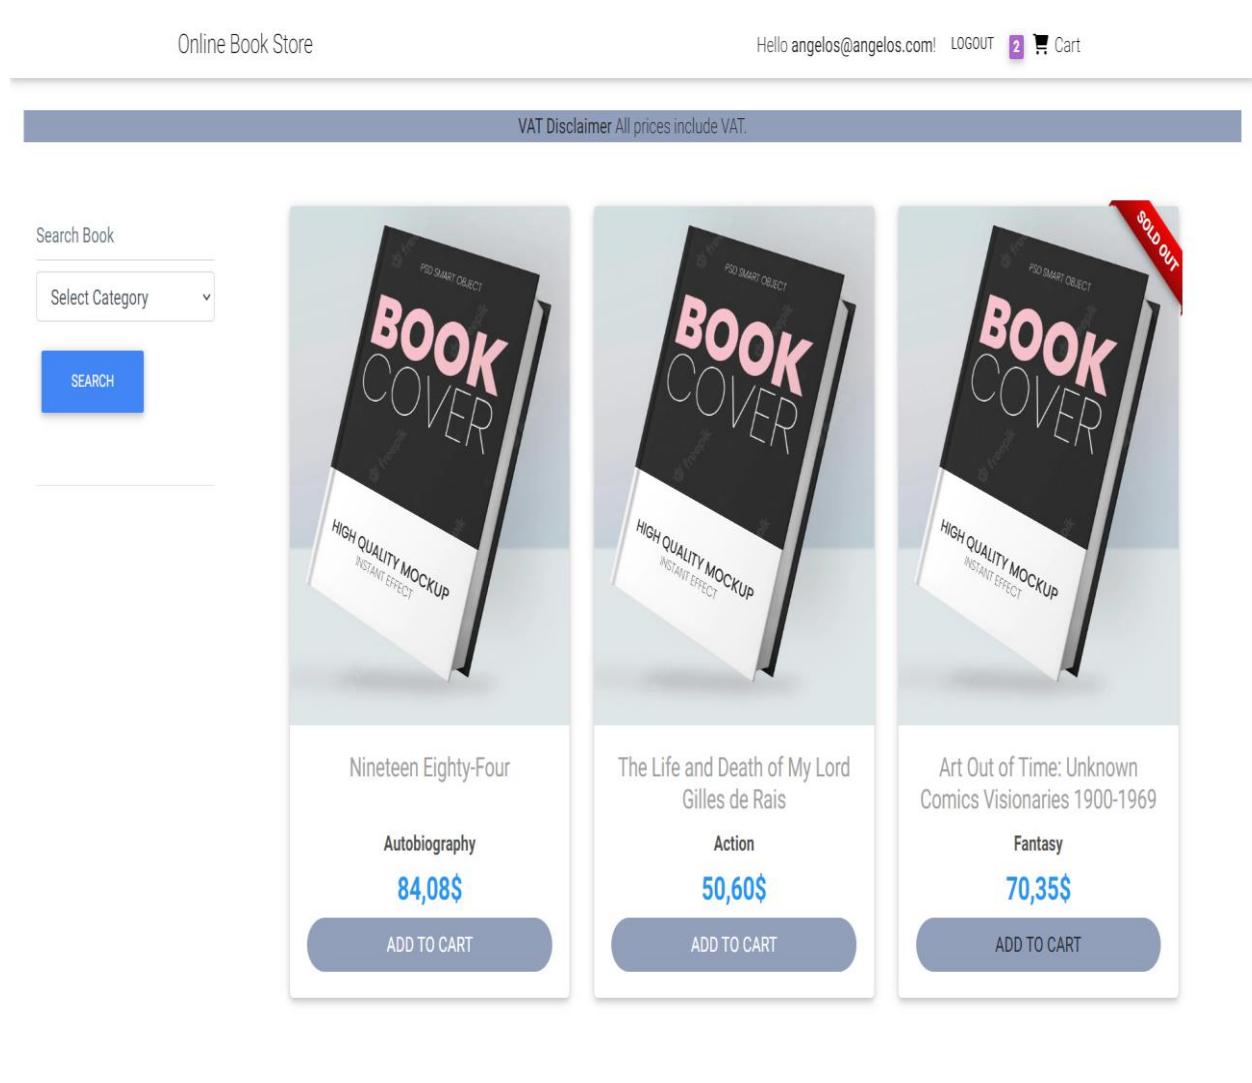 Online Book Store
Hello angelos@angelos.com! LOGOUT 2 Cart
VAT Disclaimer All prices include VAT.
Search Book
Select Category
SEARCH
PSD SMART OBJECT
BOOK
COVER
HIGH QUALITY MOCKUP
INSTANT EFFECT
Nineteen Eighty-Four
Autobiography
84,08$
ADD TO CART
PSD SMART OBJECT
BOOK
COVER
HIGH QUALITY MOCKUP
INSTANT EFFECT
The Life and Death of My Lord
Gilles de Rais
Action
50,60$
ADD TO CART
SOLD OUT
PSD SMART OBJECT
BOOK
COVER
HIGH QUALITY MOCKUP
INSTANT EFFECT
Art Out of Time: Unknown
Comics Visionaries 1900-1969
Fantasy
70,35$
ADD TO CART